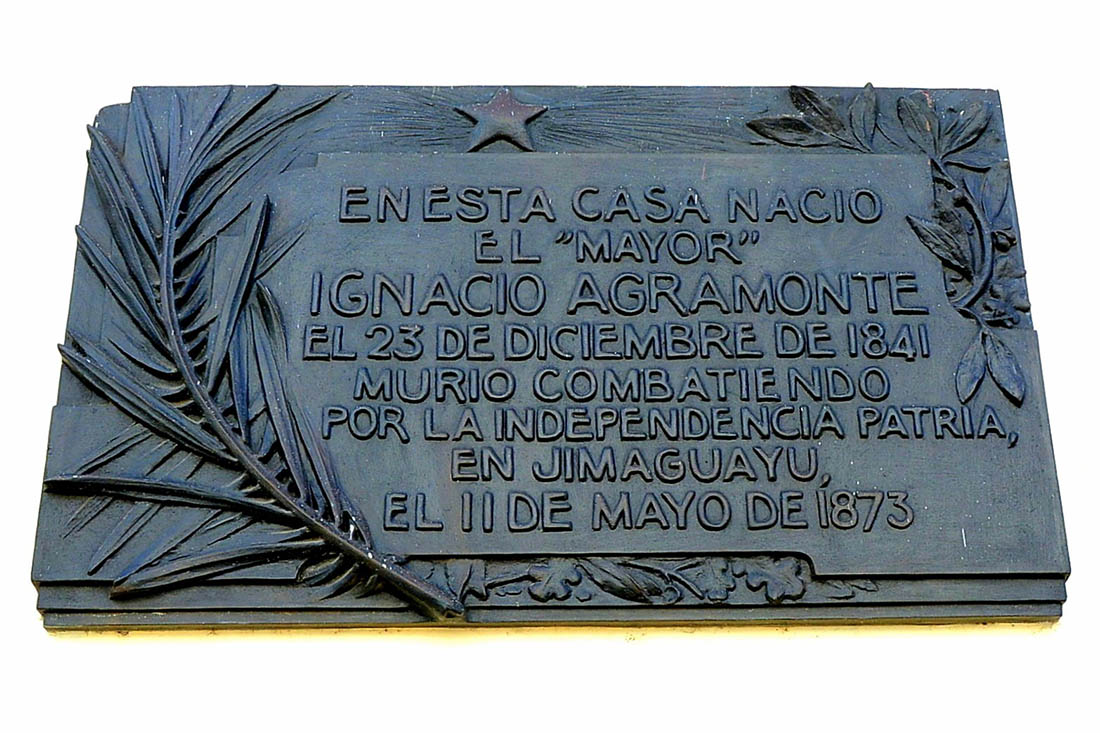 EN ESTA CASA NACIO
EL "MAYOR"
IGNACIO AGRAMONTE
EL 23 DE DICIEMBRE DE 1841
MURIO COMBATIENDO
POR LA INDEPENDENCIA PATRIA,
EN JIMAGUAYU,
EL 11 DE MAYO DE 1873